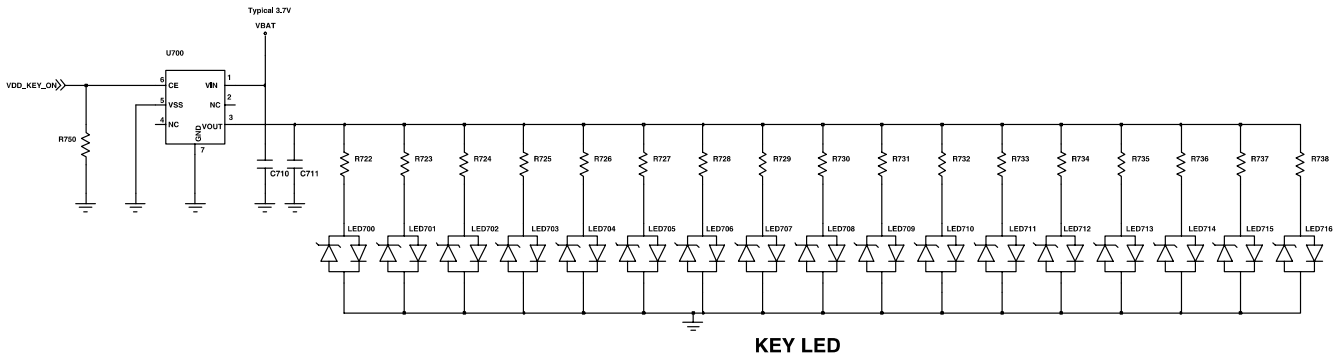 Typical 3.7V
VBAT
U700
VDD_KEY_ON
6 CE VIN 1
5 VSS NC 2
4 NC VOUT 3
GND
7
R750
C710 C711
R722 R723 R724 R725 R726 R727 R728 R729 R730 R731 R732 R733 R734 R735 R736 R737 R738
LED700 LED701 LED702 LED703 LED704 LED705 LED706 LED707 LED708 LED709 LED710 LED711 LED712 LED713 LED714 LED715 LED716
KEY LED